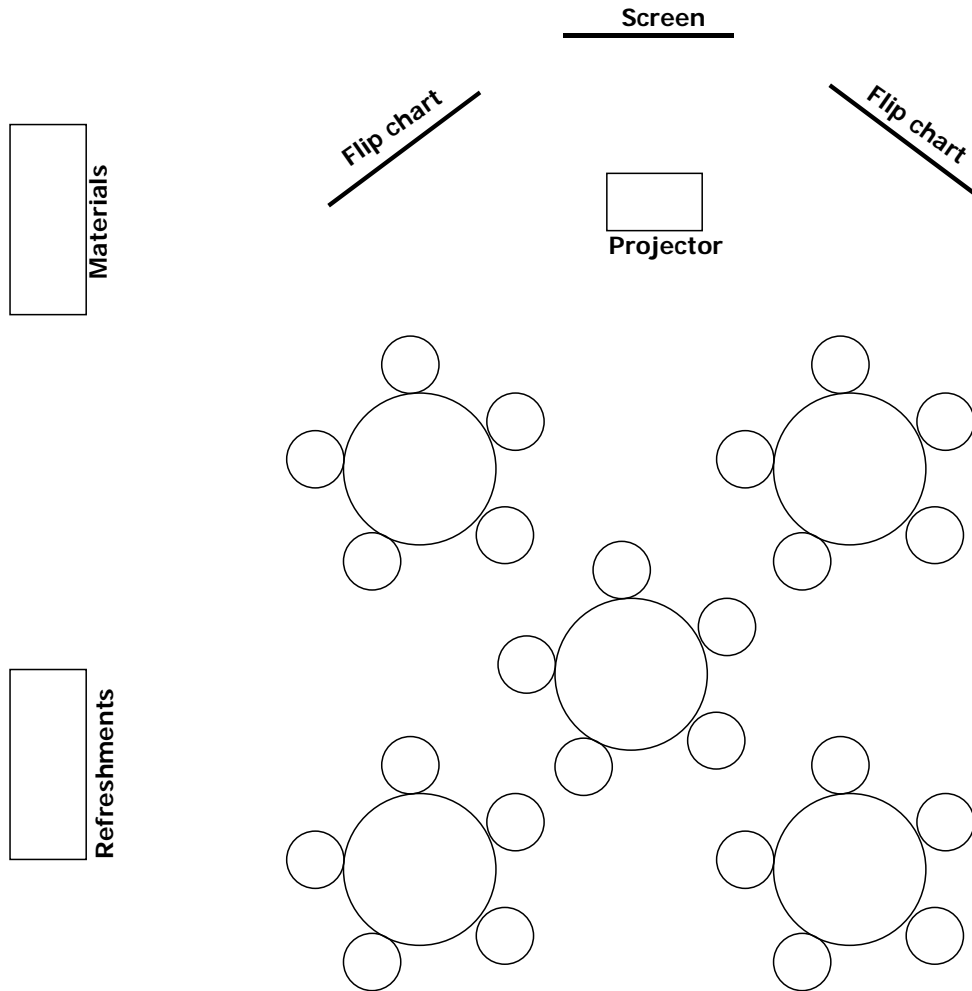 Screen
Flip chart
Flip chart
Materials
Projector
Refreshments